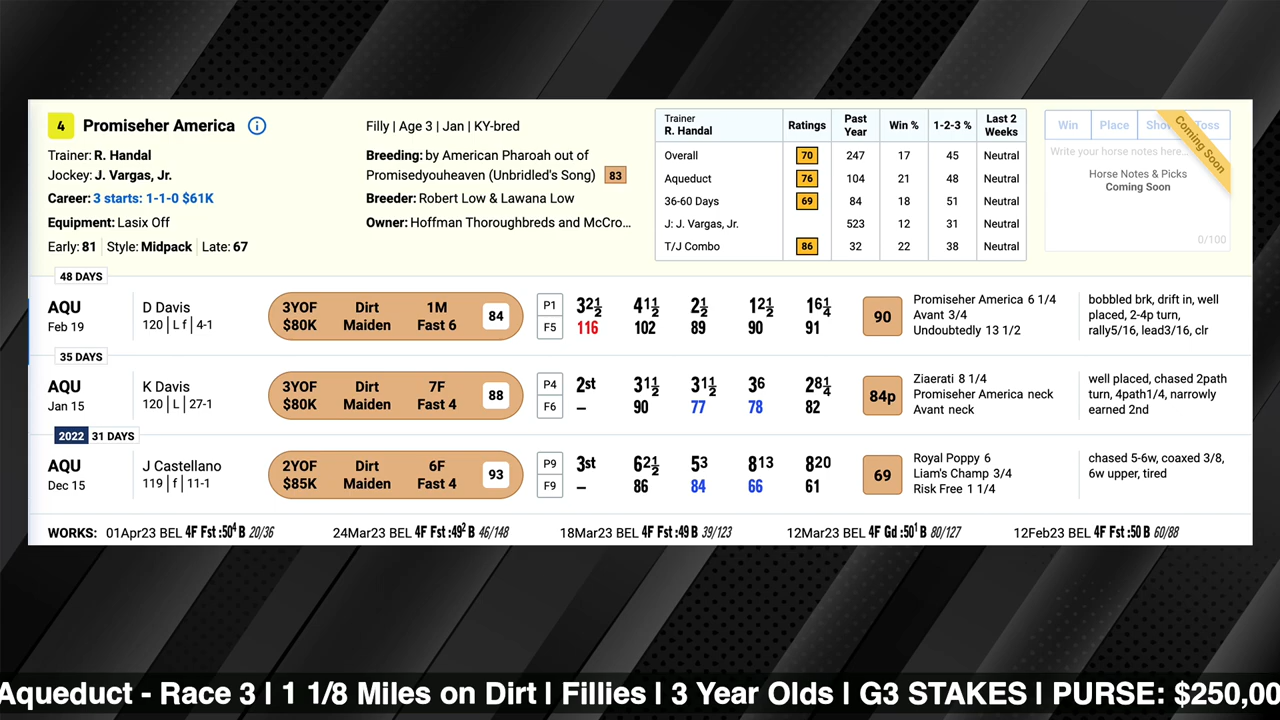 4 Promiseher America i
Filly | Age 3 | Jan | KY-bred
Trainer: R. Handal
Jockey: J. Vargas, Jr.
Career: 3 starts: 1-1-0 $61K
Equipment: Lasix Off
Early: 81 | Style: Midpack | Late: 67
Breeding: by American Pharoah out of
Promisedyouheaven (Unbridled's Song) 83
Breeder: Robert Low & Lawana Low
Owner: Hoffman Thoroughbreds and McCro...
Trainer R. Handal Ratings Past Year Win % 1-2-3 % Last 2 Weeks
Overall 70 247 17 45 Neutral
Aqueduct 76 104 21 48 Neutral
36-60 Days 69 84 18 51 Neutral
J: J. Vargas, Jr. 523 12 31 Neutral
T/J Combo 86 32 22 38 Neutral
Win Place Show Toss
Coming Soon
Write your horse notes here...
Horse Notes & Picks
Coming Soon
0/100
48 DAYS
AQU D Davis 3YOF Dirt 1M 84 P1 3 2½ 4 1½ 2 ½ 1 2½ 1 6¼ 90 Promiseher America 6 1/4 bobbled brk, drift in, well
Feb 19 120 | L f | 4-1 $80K Maiden Fast 6 F5 116 102 89 90 91 Avant 3/4 placed, 2-4p turn,
Undoubtedly 13 1/2 rally5/16, lead3/16, clr
35 DAYS
AQU K Davis 3YOF Dirt 7F 88 P4 2st 3 1½ 3 1½ 3 6 2 8¼ 84p Ziaerati 8 1/4 well placed, chased 2path
Jan 15 120 | L | 27-1 $80K Maiden Fast 4 F6 – 90 77 78 82 Promiseher America neck turn, 4path1/4, narrowly
Avant neck earned 2nd
2022 31 DAYS
AQU J Castellano 2YOF Dirt 6F 93 P9 3st 6 2½ 5 3 8 13 8 20 69 Royal Poppy 6 chased 5-6w, coaxed 3/8,
Dec 15 119 | f | 11-1 $85K Maiden Fast 4 F9 – 86 84 66 61 Liam's Champ 3/4 6w upper, tired
Risk Free 1 1/4
WORKS: 01Apr23 BEL 4F Fst :50⁴ B 20/36 24Mar23 BEL 4F Fst :49² B 46/148 18Mar23 BEL 4F Fst :49 B 39/123 12Mar23 BEL 4F Gd :50¹ B 80/127 12Feb23 BEL 4F Fst :50 B 60/88
Aqueduct - Race 3 | 1 1/8 Miles on Dirt | Fillies | 3 Year Olds | G3 STAKES | PURSE: $250,00